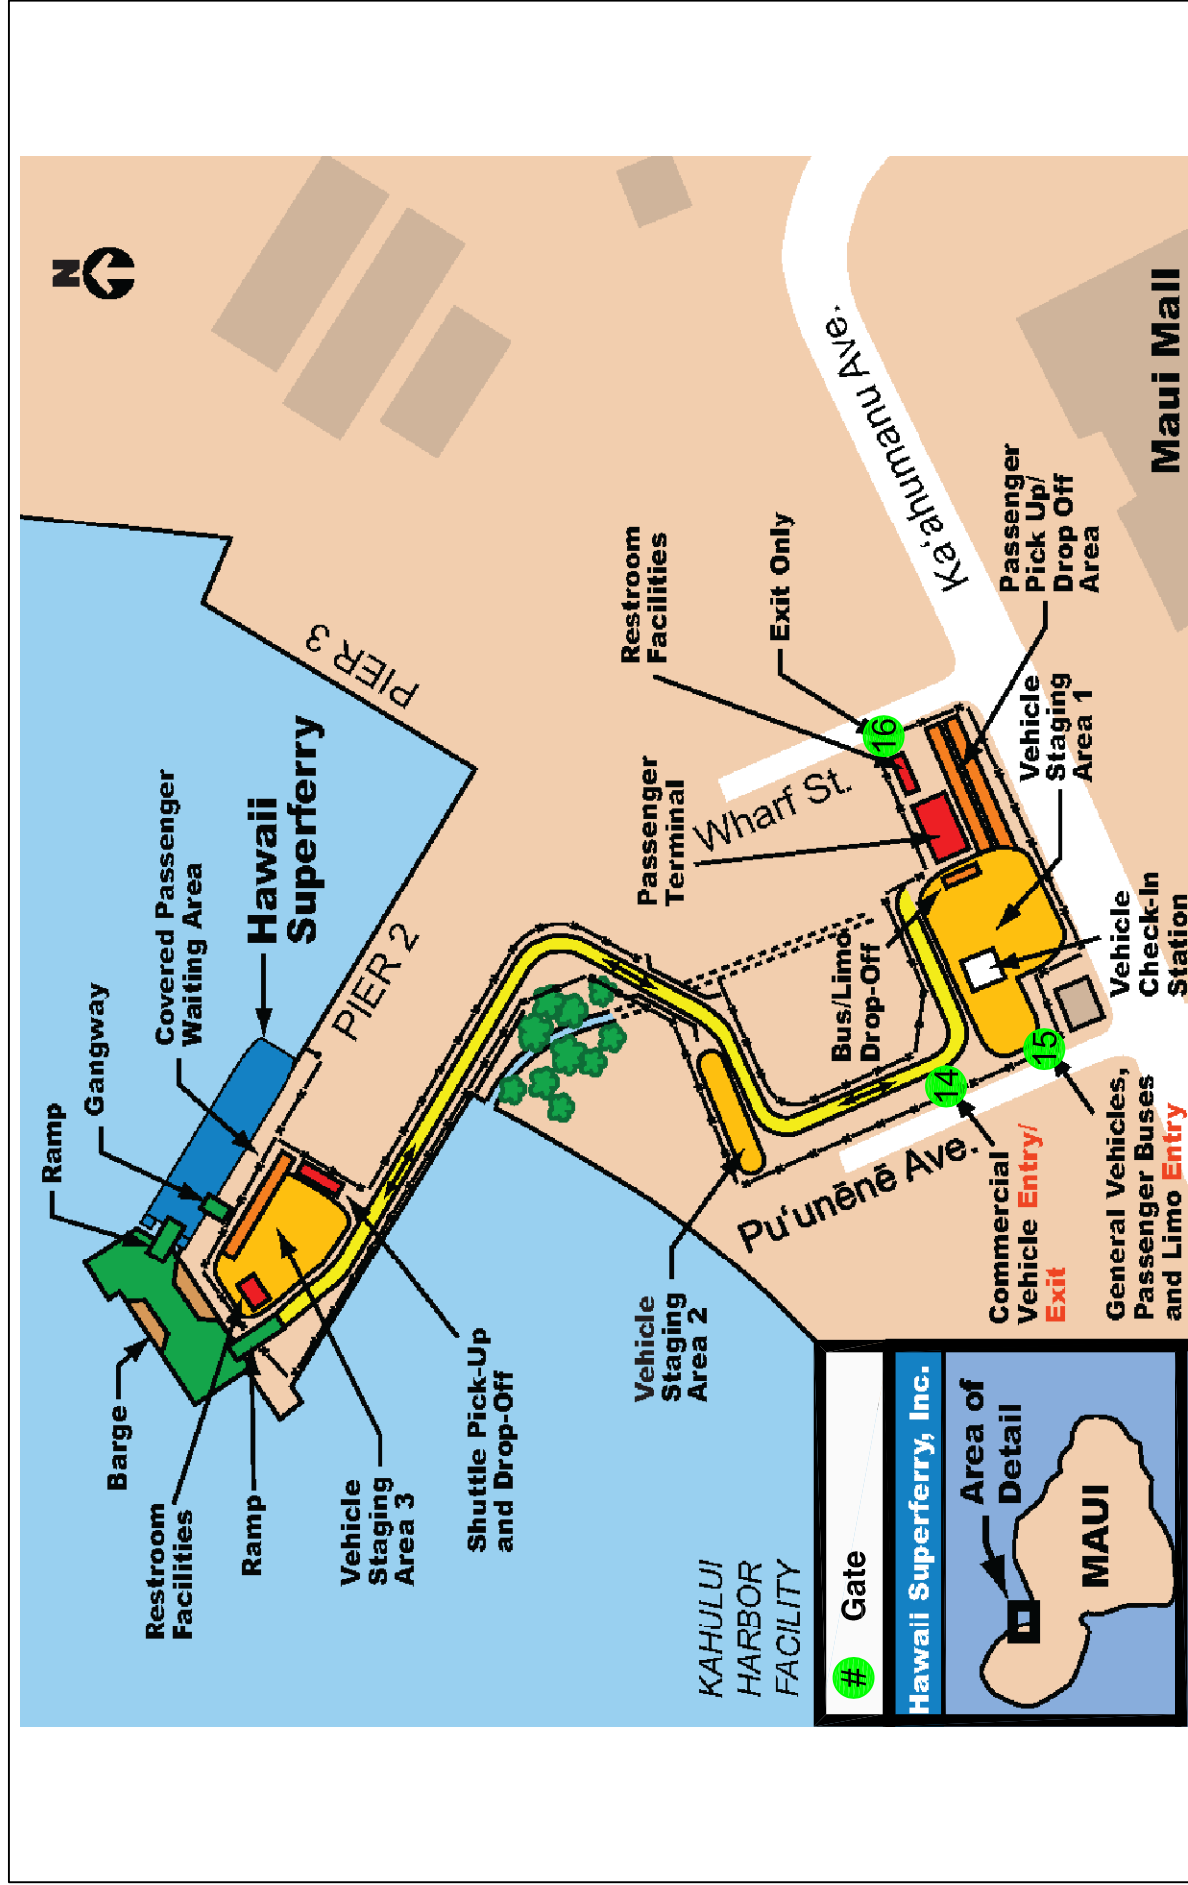 N
Ramp
Gangway
Covered Passenger
Waiting Area
Hawaii
Superferry
Barge
Restroom
Facilities
Ramp
Vehicle
Staging
Area 3
Shuttle Pick-Up
and Drop-Off
PIER 2
PIER 3
Vehicle
Staging
Area 2
Passenger
Terminal
Restroom
Facilities
Exit Only
Wharf St.
Ka'ahumanu Ave.
16
Bus/Limo
Drop-Off
14
15
Pu'unēnē Ave.
Passenger
Pick Up/
Drop Off
Area
Vehicle
Staging
Area 1
Vehicle
Check-In
Station
Maui Mall
Commercial
Vehicle Entry/
Exit
General Vehicles,
Passenger Buses
and Limo Entry
KAHULUI
HARBOR
FACILITY
# Gate
Hawaii Superferry, Inc.
Area of
Detail
MAUI